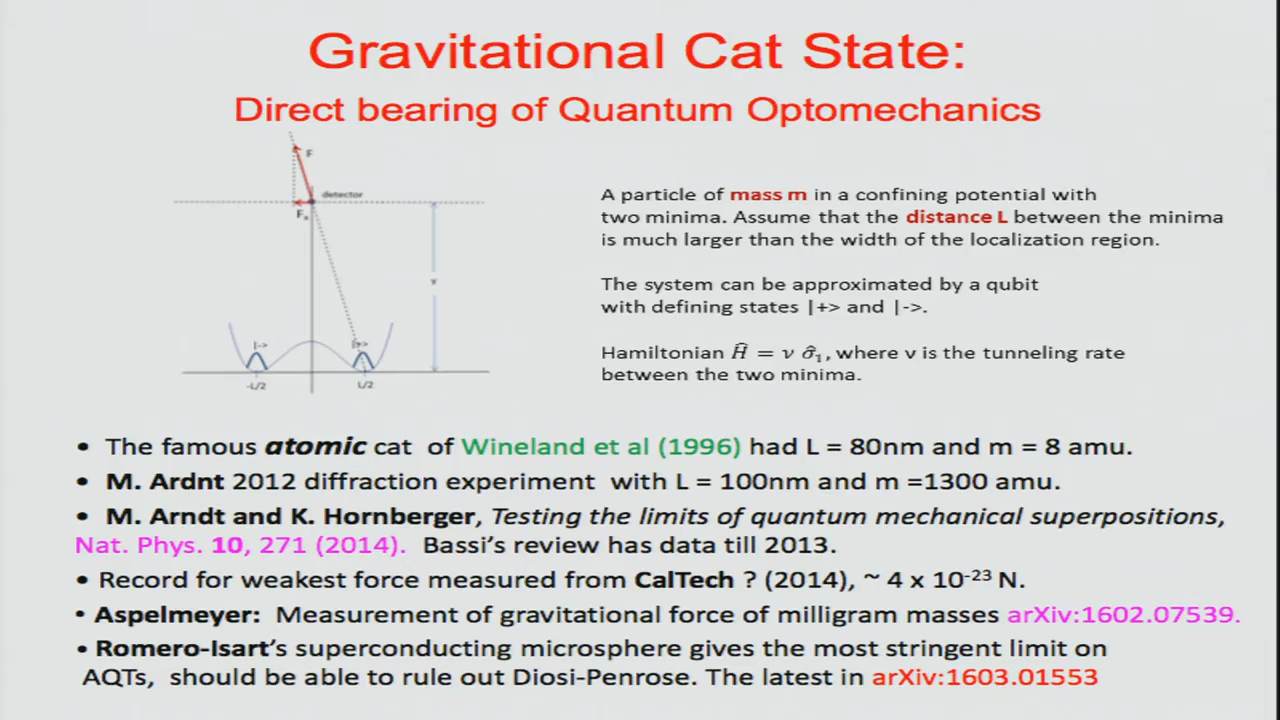 Gravitational Cat State:
Direct bearing of Quantum Optomechanics
F
detector
Fx
A particle of mass m in a confining potential with
two minima. Assume that the distance L between the minima
is much larger than the width of the localization region.
The system can be approximated by a qubit
with defining states |+> and |->.
Hamiltonian Ĥ = ν σ̂₁, where ν is the tunneling rate
between the two minima.
|->
|+>
-L/2
L/2
• The famous atomic cat of Wineland et al (1996) had L = 80nm and m = 8 amu.
• M. Ardnt 2012 diffraction experiment with L = 100nm and m =1300 amu.
• M. Arndt and K. Hornberger, Testing the limits of quantum mechanical superpositions,
Nat. Phys. 10, 271 (2014). Bassi's review has data till 2013.
• Record for weakest force measured from CalTech ? (2014), ~ 4 x 10⁻²³ N.
• Aspelmeyer: Measurement of gravitational force of milligram masses arXiv:1602.07539.
• Romero-Isart's superconducting microsphere gives the most stringent limit on
AQTs, should be able to rule out Diosi-Penrose. The latest in arXiv:1603.01553